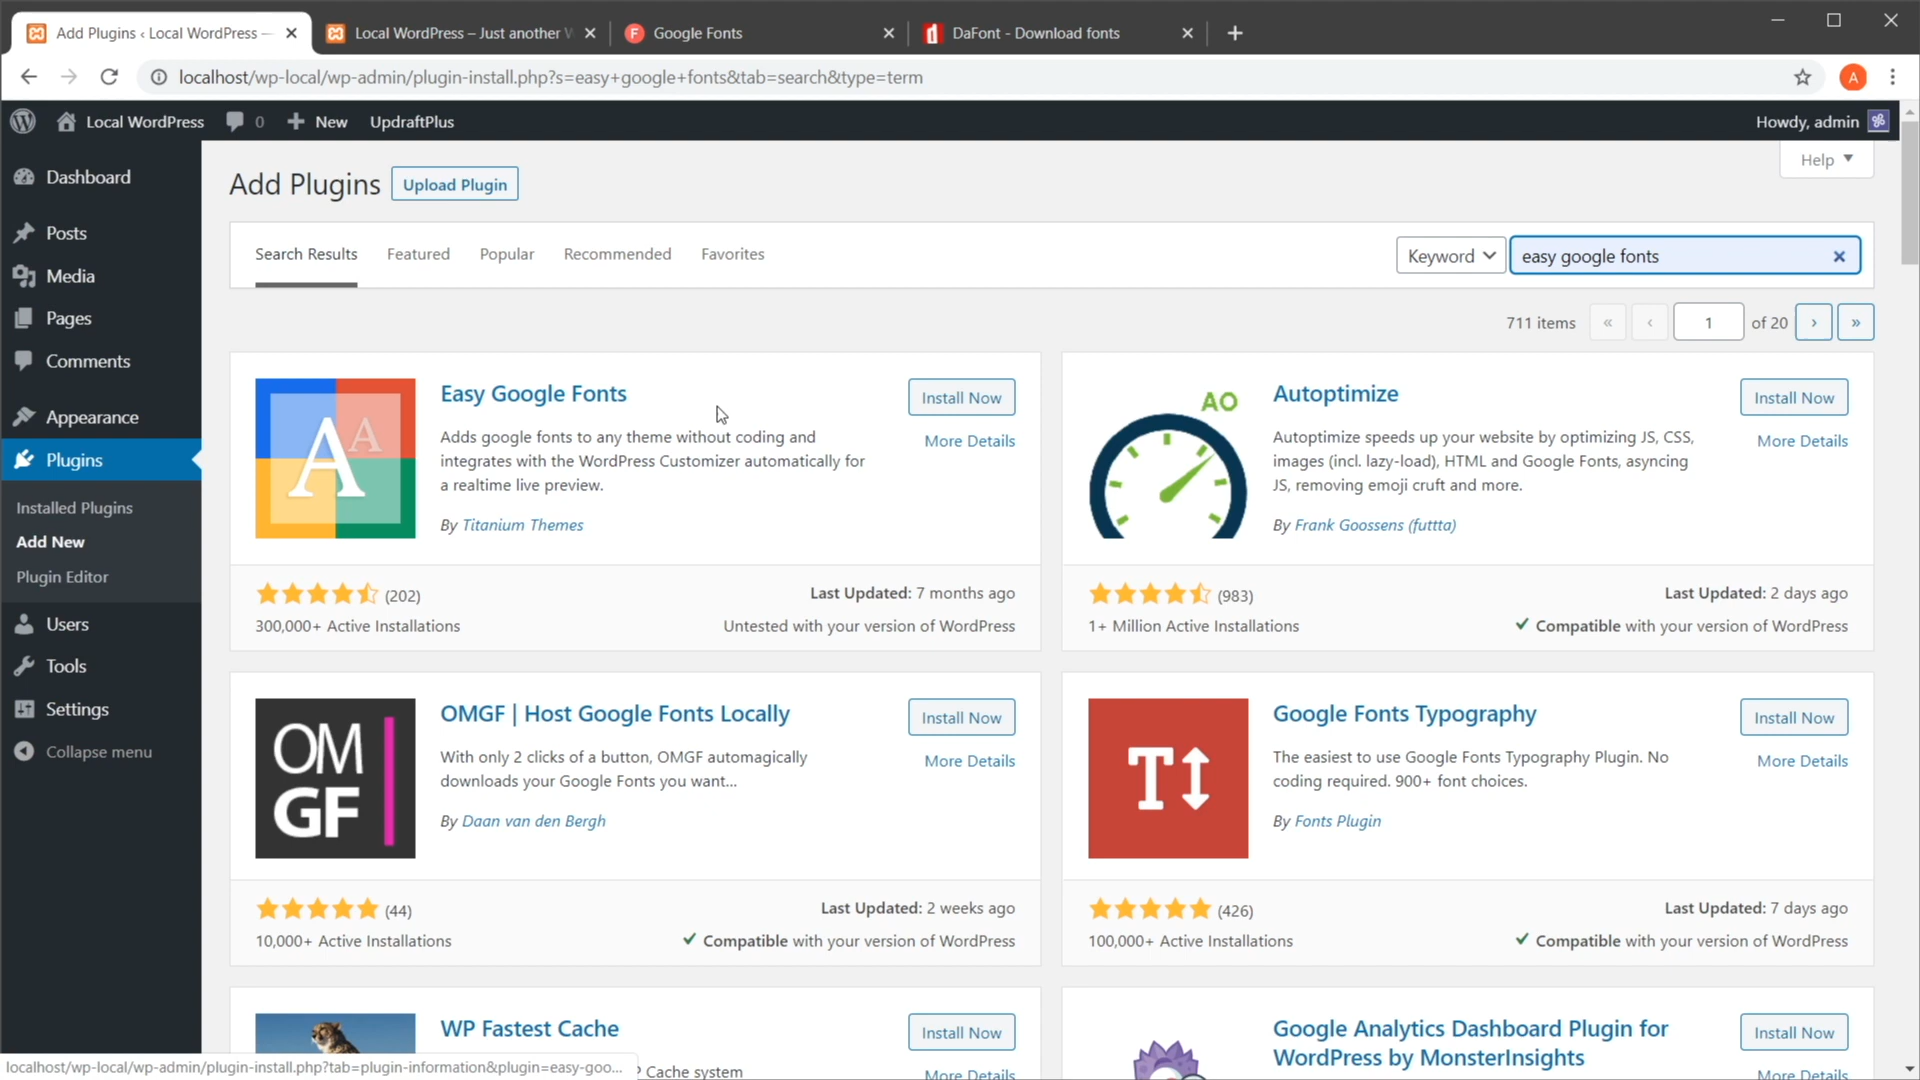 Add Plugins ‹ Local WordPress —
Local WordPress – Just another
Google Fonts
DaFont - Download fonts
localhost/wp-local/wp-admin/plugin-install.php?s=easy+google+fonts&tab=search&type=term
A
Local WordPress
0
New
UpdraftPlus
Howdy, admin
Dashboard
Posts
Media
Pages
Comments
Appearance
Plugins
Installed Plugins
Add New
Plugin Editor
Users
Tools
Settings
Collapse menu
Help
Add Plugins
Upload Plugin
Search Results
Featured
Popular
Recommended
Favorites
Keyword
easy google fonts
711 items
«
‹
1
of 20
›
»
Easy Google Fonts
Install Now
More Details
Adds google fonts to any theme without coding and
integrates with the WordPress Customizer automatically for
a realtime live preview.
By Titanium Themes
(202)
300,000+ Active Installations
Last Updated: 7 months ago
Untested with your version of WordPress
AO
Autoptimize
Install Now
More Details
Autoptimize speeds up your website by optimizing JS, CSS,
images (incl. lazy-load), HTML and Google Fonts, asyncing
JS, removing emoji cruft and more.
By Frank Goossens (futtta)
(983)
1+ Million Active Installations
Last Updated: 2 days ago
Compatible with your version of WordPress
OM
GF
OMGF | Host Google Fonts Locally
Install Now
More Details
With only 2 clicks of a button, OMGF automagically
downloads your Google Fonts you want...
By Daan van den Bergh
(44)
10,000+ Active Installations
Last Updated: 2 weeks ago
Compatible with your version of WordPress
T
Google Fonts Typography
Install Now
More Details
The easiest to use Google Fonts Typography Plugin. No
coding required. 900+ font choices.
By Fonts Plugin
(426)
100,000+ Active Installations
Last Updated: 7 days ago
Compatible with your version of WordPress
WP Fastest Cache
Install Now
More Details
Cache system
Google Analytics Dashboard Plugin for
WordPress by MonsterInsights
Install Now
More Details
localhost/wp-local/wp-admin/plugin-install.php?tab=plugin-information&plugin=easy-goo...